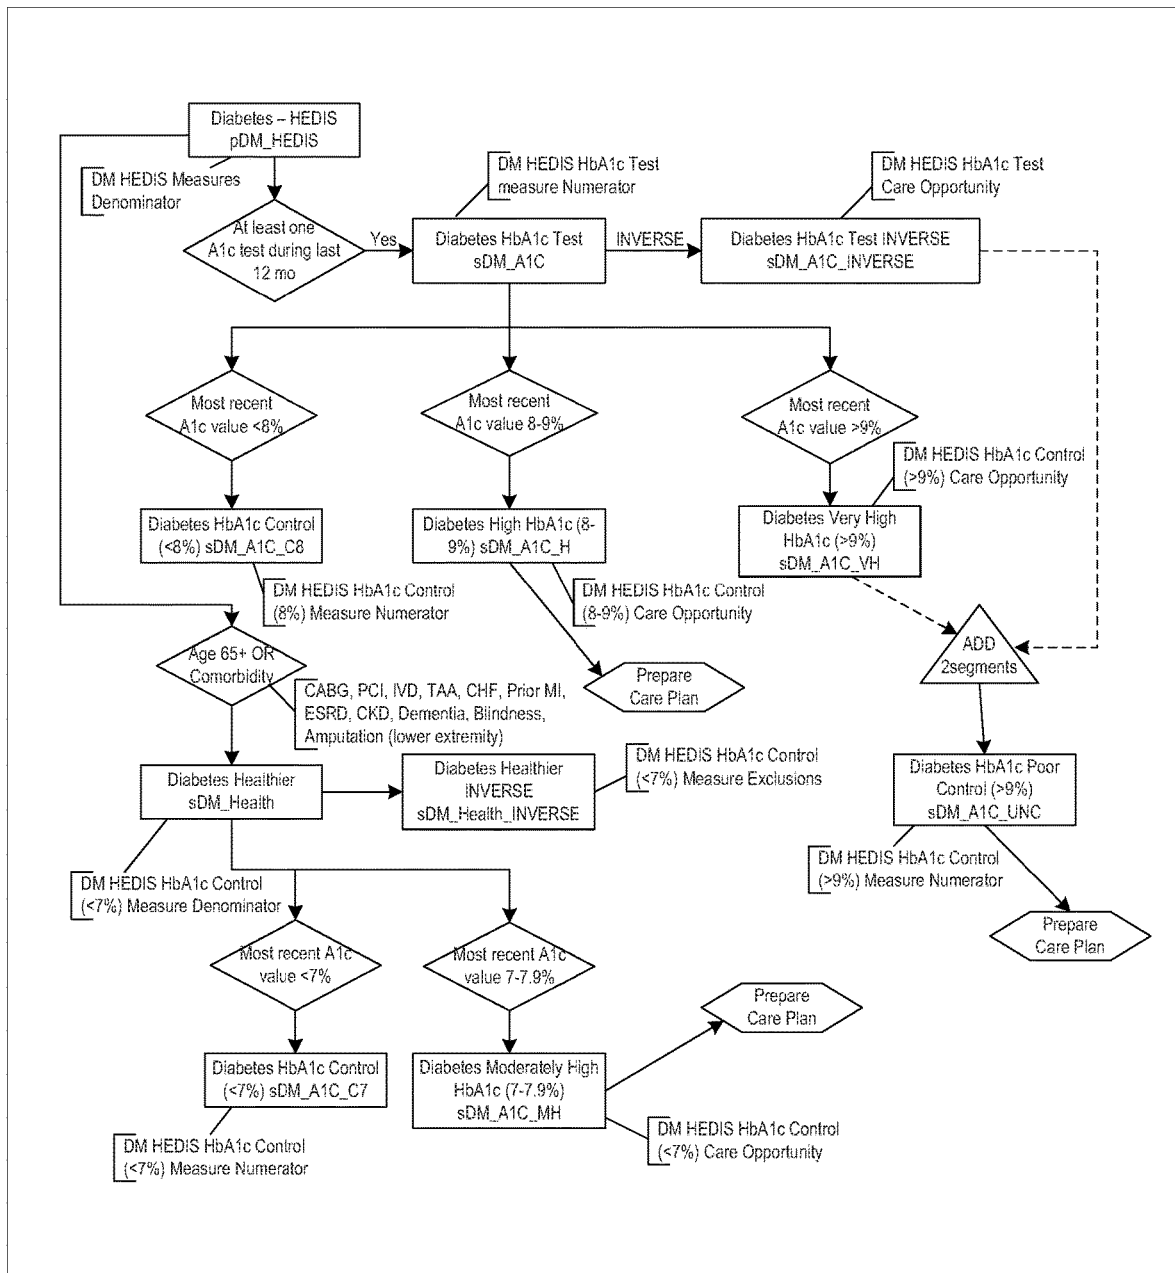 Diabetes – HEDIS
pDM_HEDIS
DM HEDIS Measures
Denominator
DM HEDIS HbA1c Test
measure Numerator
DM HEDIS HbA1c Test
Care Opportunity
At least one
A1c test during last
12 mo
Yes
Diabetes HbA1c Test
sDM_A1C
INVERSE
Diabetes HbA1c Test INVERSE
sDM_A1C_INVERSE
Most recent
A1c value <8%
Most recent
A1c value 8-9%
Most recent
A1c value >9%
DM HEDIS HbA1c Control
(>9%) Care Opportunity
Diabetes HbA1c Control
(<8%) sDM_A1C_C8
Diabetes High HbA1c (8-
9%) sDM_A1C_H
Diabetes Very High
HbA1c (>9%)
sDM_A1C_VH
DM HEDIS HbA1c Control
(8%) Measure Numerator
DM HEDIS HbA1c Control
(8-9%) Care Opportunity
Age 65+ OR
Comorbidity
ADD
2segments
Prepare
Care Plan
CABG, PCI, IVD, TAA, CHF, Prior MI,
ESRD, CKD, Dementia, Blindness,
Amputation (lower extremity)
Diabetes Healthier
sDM_Health
Diabetes Healthier
INVERSE
sDM_Health_INVERSE
DM HEDIS HbA1c Control
(<7%) Measure Exclusions
Diabetes HbA1c Poor
Control (>9%)
sDM_A1C_UNC
DM HEDIS HbA1c Control
(<7%) Measure Denominator
DM HEDIS HbA1c Control
(>9%) Measure Numerator
Most recent A1c
value <7%
Most recent A1c
value 7-7.9%
Prepare
Care Plan
Prepare
Care Plan
Diabetes HbA1c Control
(<7%) sDM_A1C_C7
Diabetes Moderately High
HbA1c (7-7.9%)
sDM_A1C_MH
DM HEDIS HbA1c Control
(<7%) Measure Numerator
DM HEDIS HbA1c Control
(<7%) Care Opportunity